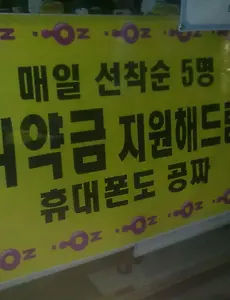 매일 선착순 5명
위약금 지원해드림
휴대폰도 공짜